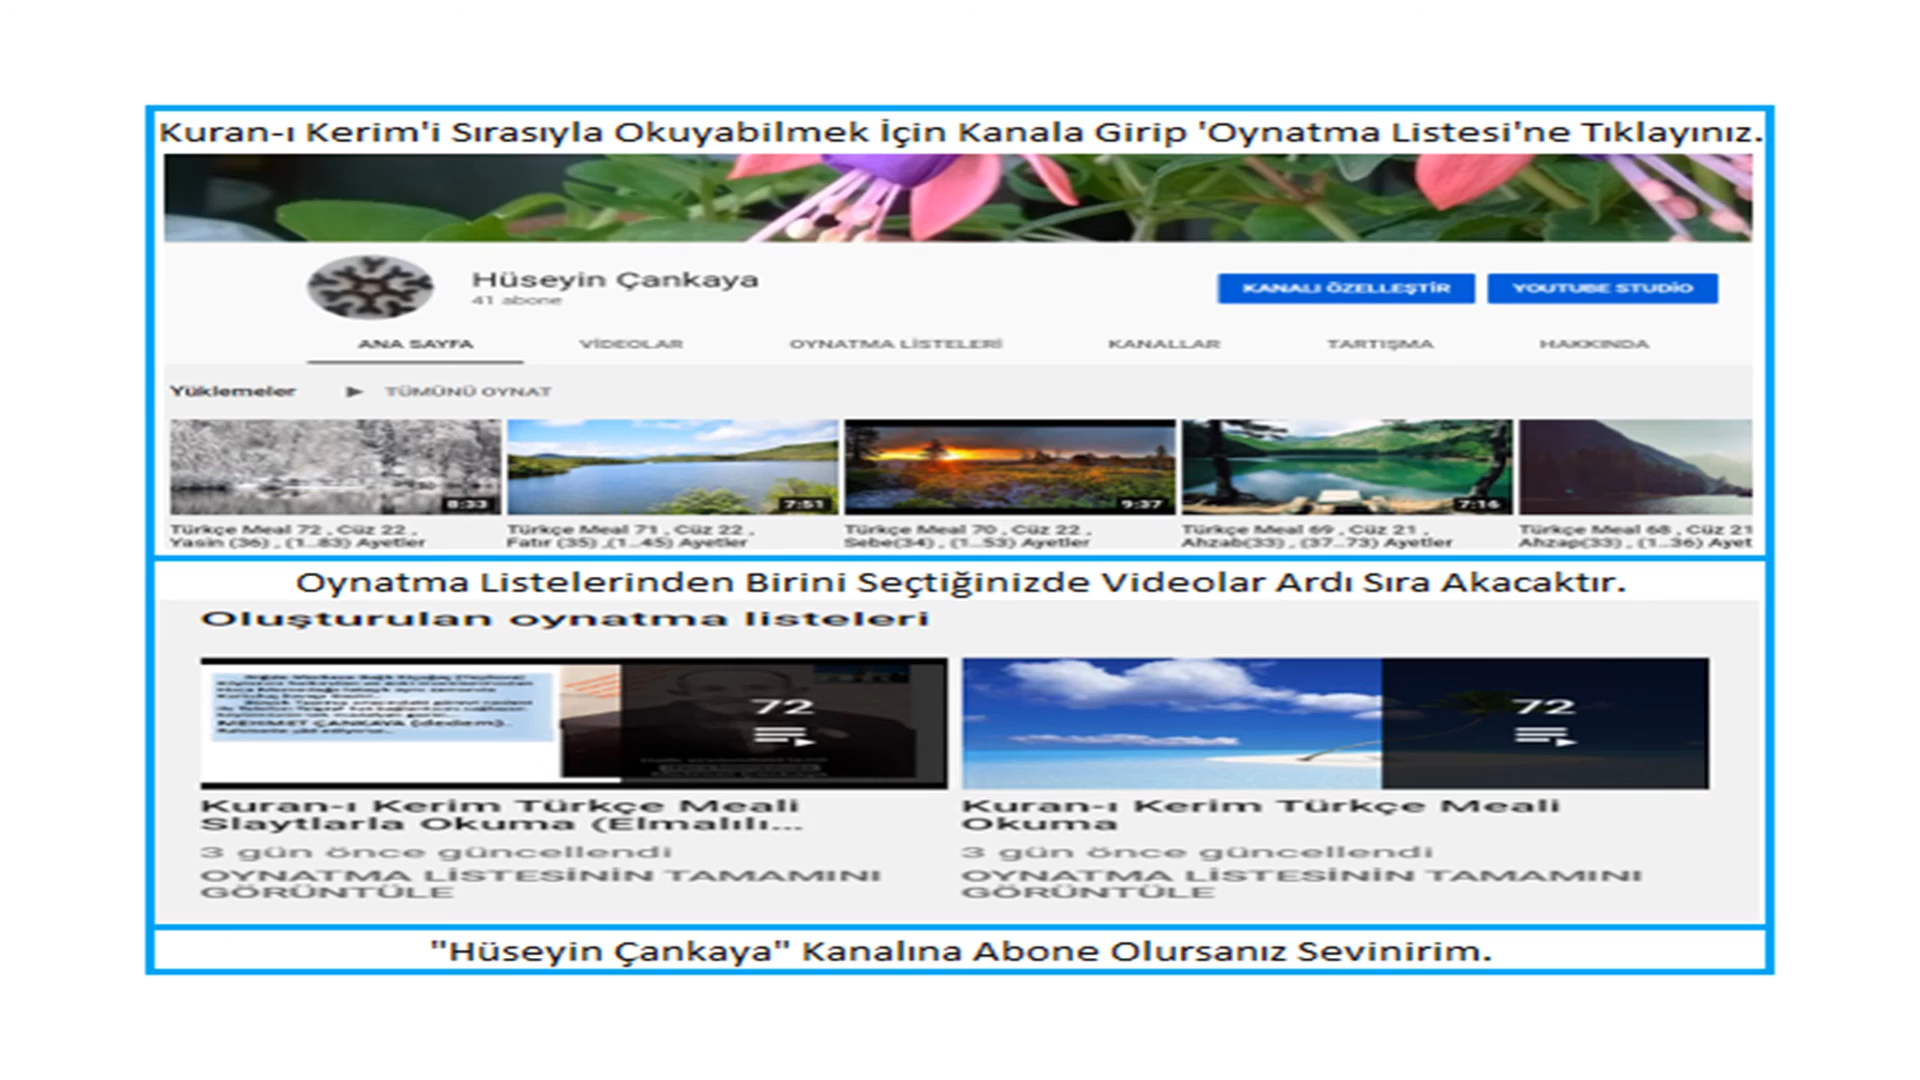 Kuran-ı Kerim'i Sırasıyla Okuyabilmek İçin Kanala Girip 'Oynatma Listesi'ne Tıklayınız.
Hüseyin Çankaya
41 abone
KANALI ÖZELLEŞTİR
YOUTUBE STUDİO
ANA SAYFA
VİDEOLAR
OYNATMA LİSTELERİ
KANALLAR
TARTIŞMA
HAKKINDA
Yüklemeler
TÜMÜNÜ OYNAT
8:33
7:51
9:37
7:16
Türkçe Meal 72 , Cüz 22 ,
Yasin (36) , (1..83) Ayetler
Türkçe Meal 71 , Cüz 22 ,
Fatır (35) ,(1..45) Ayetler
Türkçe Meal 70 , Cüz 22 ,
Sebe(34) , (1..53) Ayetler
Türkçe Meal 69 , Cüz 21 ,
Ahzab(33) , (37..73) Ayetler
Türkçe Meal 68 , Cüz 21
Ahzap(33) , (1..36) Ayet
Oynatma Listelerinden Birini Seçtiğinizde Videolar Ardı Sıra Akacaktır.
Oluşturulan oynatma listeleri
MEHMET ÇANKAYA (dedem).
72
72
Kuran-ı Kerim Türkçe Meali
Slaytlarla Okuma (Elmalılı...
3 gün önce güncellendi
OYNATMA LİSTESİNİN TAMAMINI
GÖRÜNTÜLE
Kuran-ı Kerim Türkçe Meali
Okuma
3 gün önce güncellendi
OYNATMA LİSTESİNİN TAMAMINI
GÖRÜNTÜLE
"Hüseyin Çankaya" Kanalına Abone Olursanız Sevinirim.